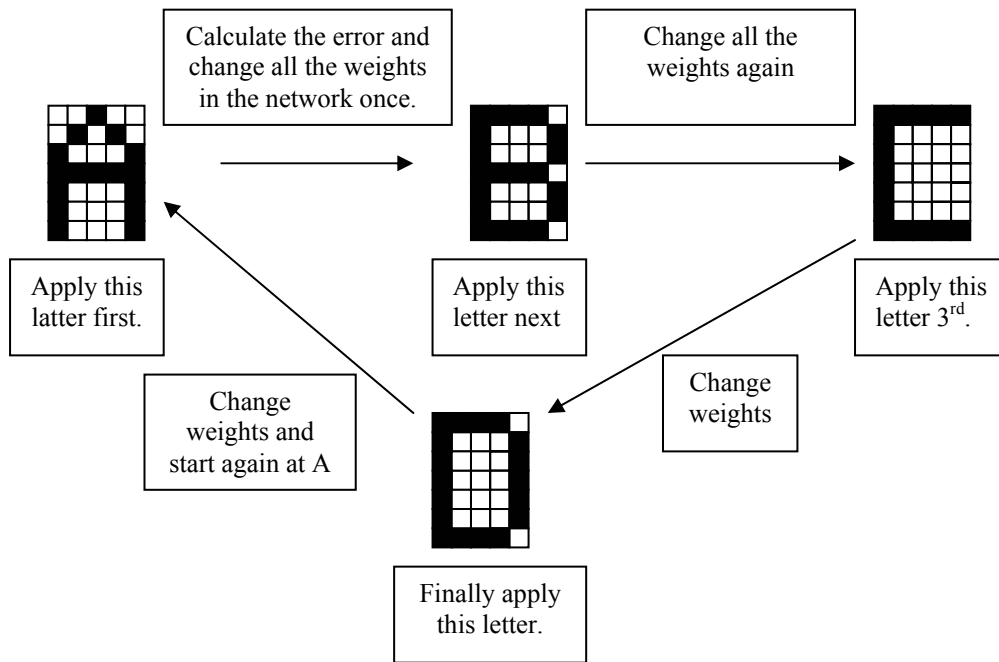 Calculate the error and
change all the weights
in the network once.
Change all the
weights again
Apply this
latter first.
Apply this
letter next
Apply this
letter 3rd.
Change
weights and
start again at A
Change
weights
Finally apply
this letter.